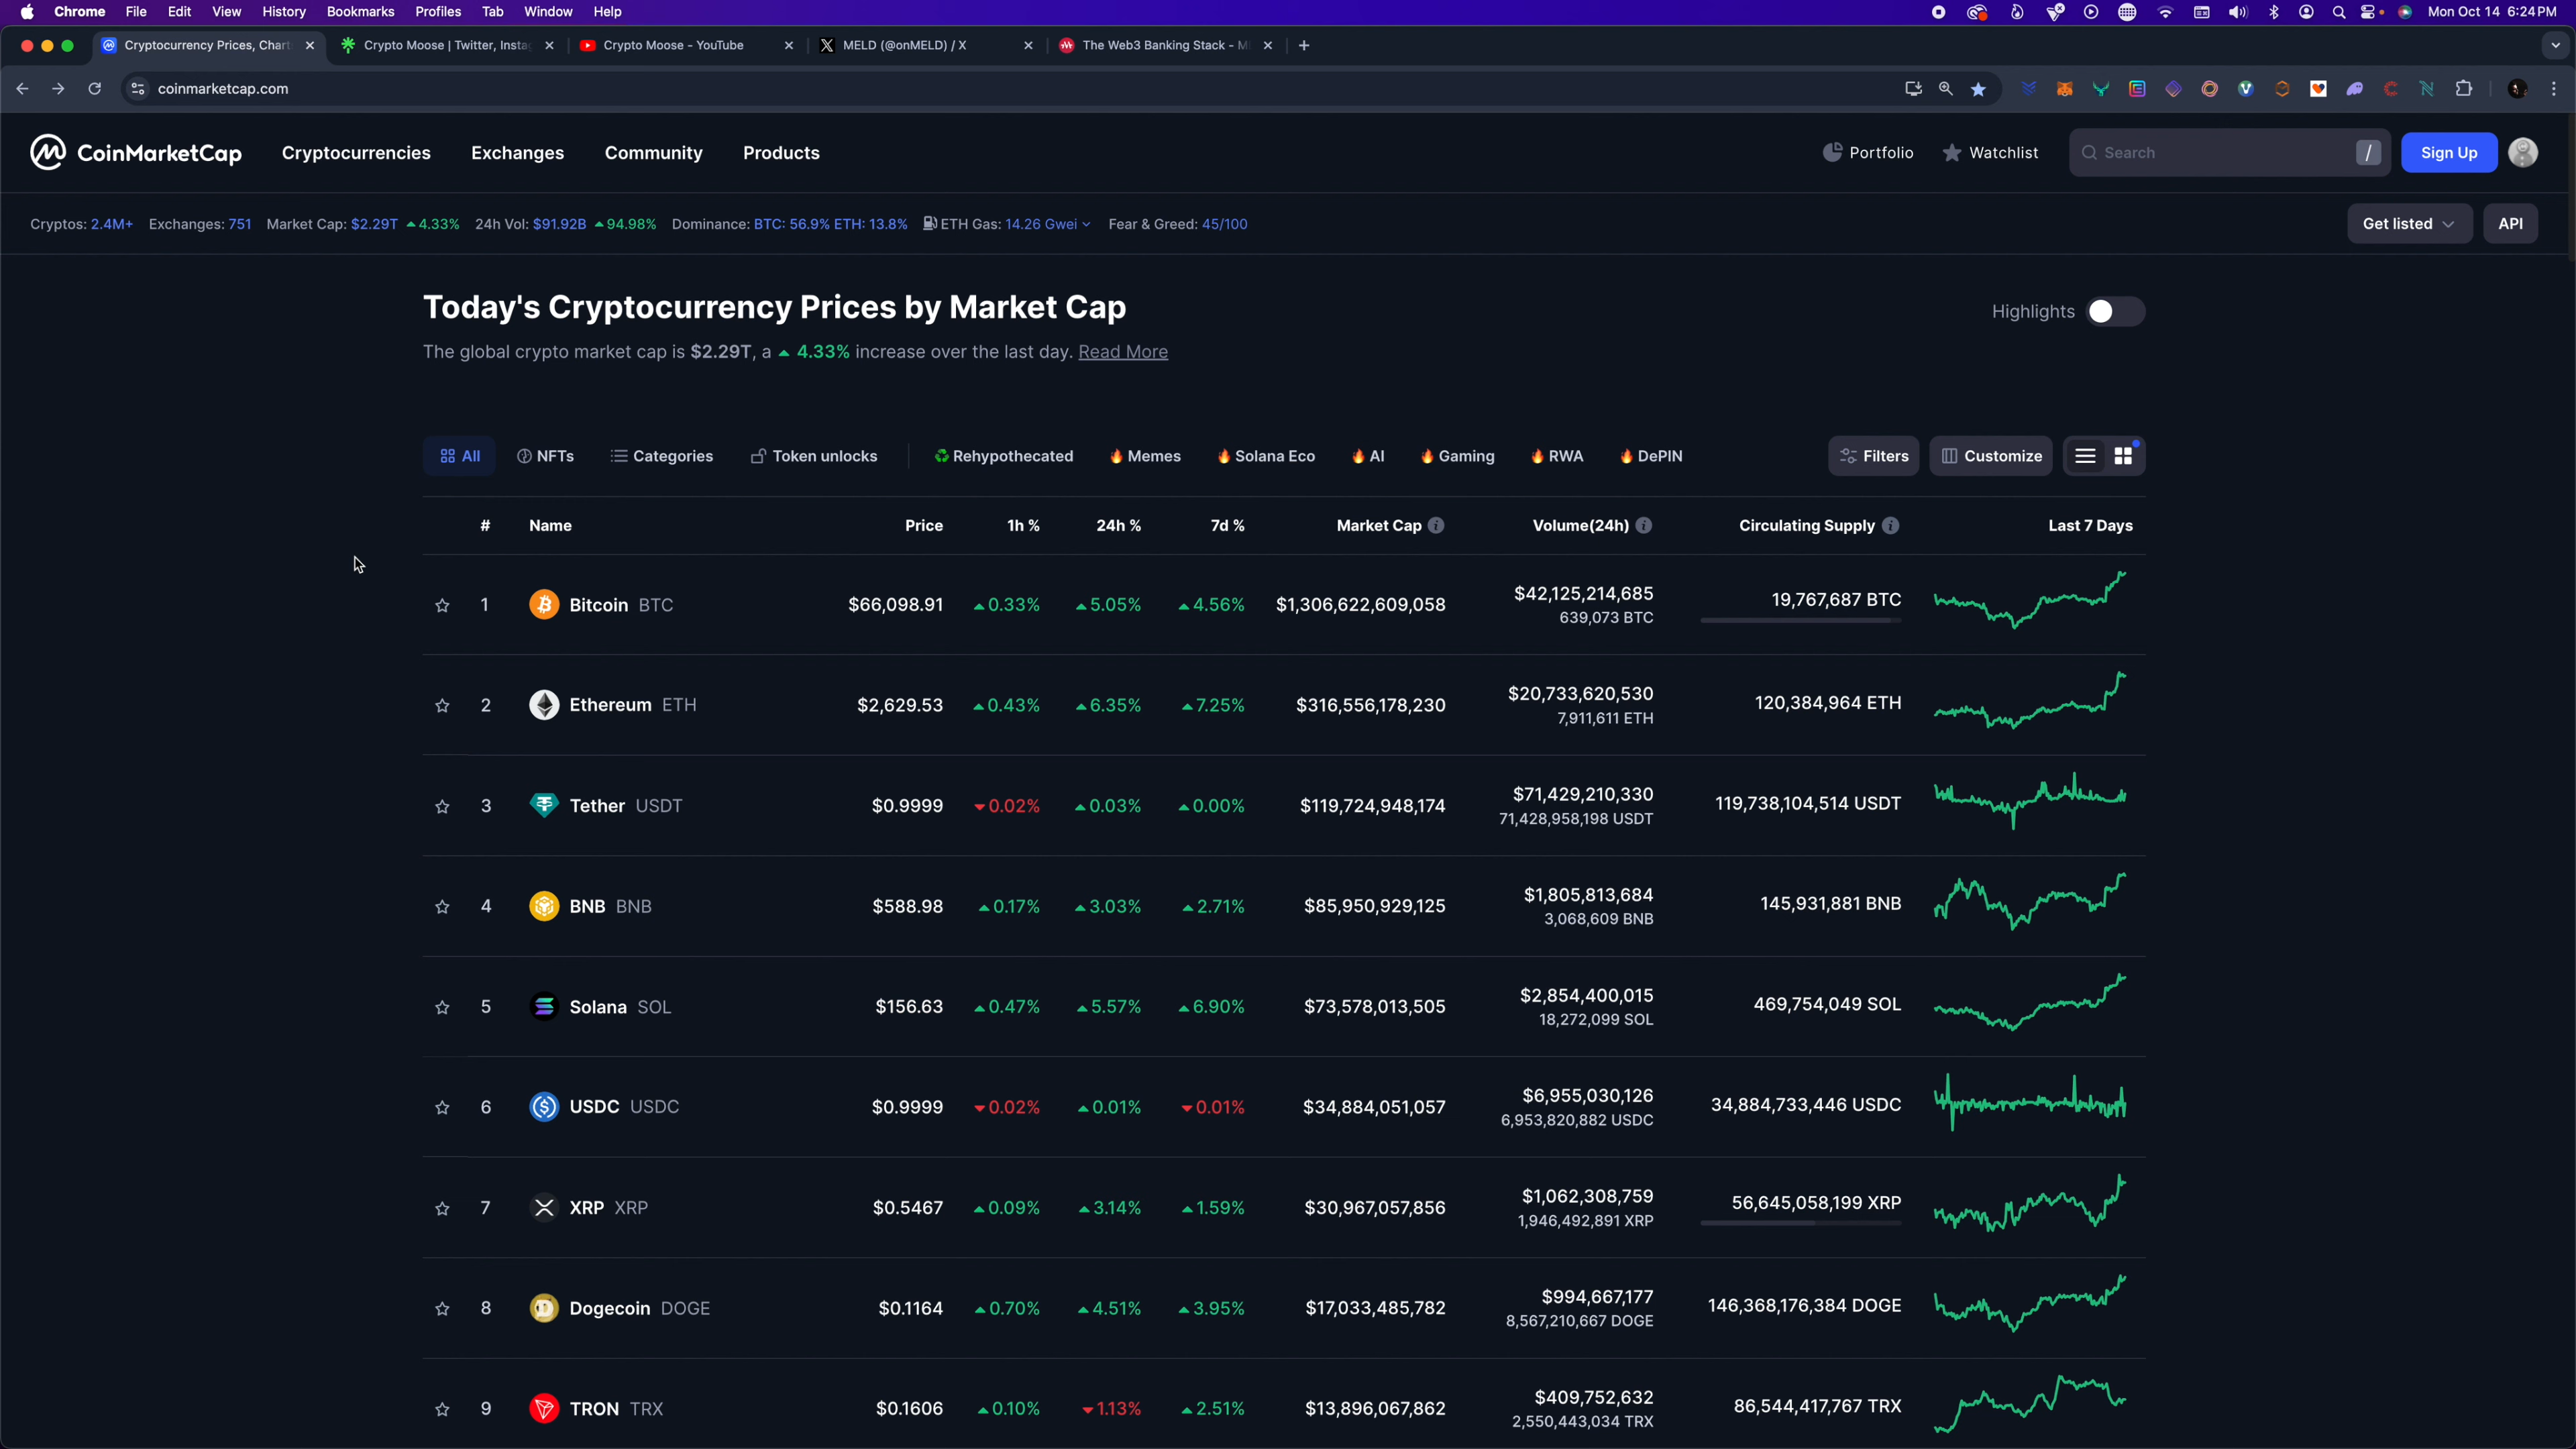 Chrome File Edit View History Bookmarks Profiles Tab Window Help Mon Oct 14 6:24 PM
Cryptocurrency Prices, Chart Crypto Moose | Twitter, Insta Crypto Moose - YouTube MELD (@onMELD) / X The Web3 Banking Stack - M
coinmarketcap.com
CoinMarketCap Cryptocurrencies Exchanges Community Products Portfolio Watchlist Search / Sign Up
Cryptos: 2.4M+ Exchanges: 751 Market Cap: $2.29T 4.33% 24h Vol: $91.92B 94.98% Dominance: BTC: 56.9% ETH: 13.8% ETH Gas: 14.26 Gwei Fear & Greed: 45/100 Get listed API
Today's Cryptocurrency Prices by Market Cap Highlights
The global crypto market cap is $2.29T, a 4.33% increase over the last day. Read More
All NFTs Categories Token unlocks Rehypothecated Memes Solana Eco AI Gaming RWA DePIN Filters Customize
# Name Price 1h % 24h % 7d % Market Cap Volume(24h) Circulating Supply Last 7 Days
1 Bitcoin BTC $66,098.91 0.33% 5.05% 4.56% $1,306,622,609,058 $42,125,214,685 19,767,687 BTC
639,073 BTC
2 Ethereum ETH $2,629.53 0.43% 6.35% 7.25% $316,556,178,230 $20,733,620,530 120,384,964 ETH
7,911,611 ETH
3 Tether USDT $0.9999 0.02% 0.03% 0.00% $119,724,948,174 $71,429,210,330 119,738,104,514 USDT
71,428,958,198 USDT
4 BNB BNB $588.98 0.17% 3.03% 2.71% $85,950,929,125 $1,805,813,684 145,931,881 BNB
3,068,609 BNB
5 Solana SOL $156.63 0.47% 5.57% 6.90% $73,578,013,505 $2,854,400,015 469,754,049 SOL
18,272,099 SOL
6 USDC USDC $0.9999 0.02% 0.01% 0.01% $34,884,051,057 $6,955,030,126 34,884,733,446 USDC
6,953,820,882 USDC
7 XRP XRP $0.5467 0.09% 3.14% 1.59% $30,967,057,856 $1,062,308,759 56,645,058,199 XRP
1,946,492,891 XRP
8 Dogecoin DOGE $0.1164 0.70% 4.51% 3.95% $17,033,485,782 $994,667,177 146,368,176,384 DOGE
8,567,210,667 DOGE
9 TRON TRX $0.1606 0.10% 1.13% 2.51% $13,896,067,862 $409,752,632 86,544,417,767 TRX
2,550,443,034 TRX